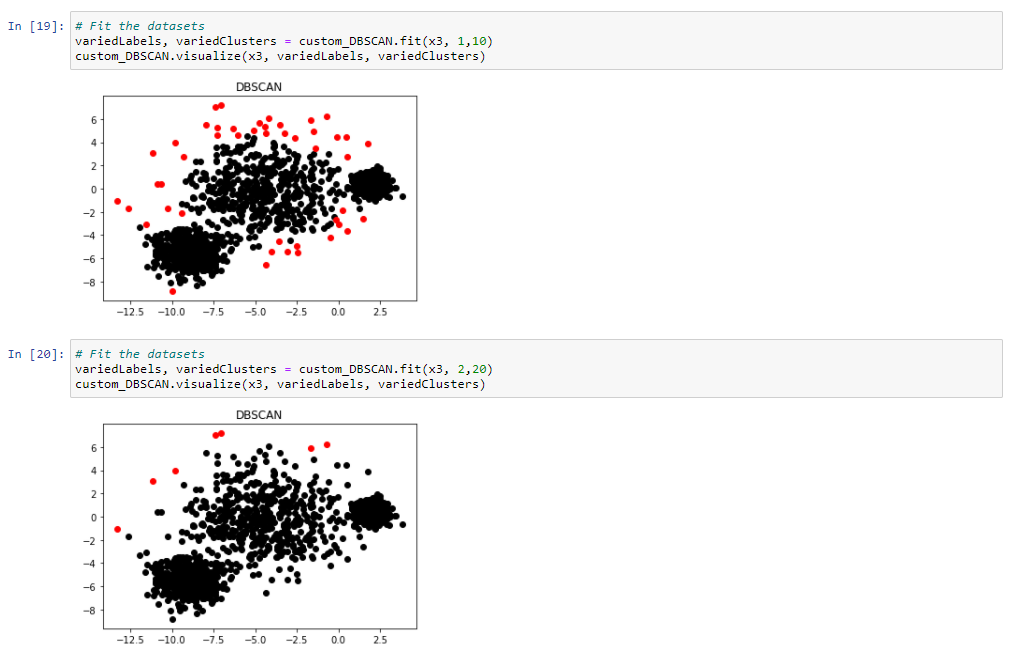 In [19]: # Fit the datasets
variedLabels, variedClusters = custom_DBSCAN.fit(x3, 1,10)
custom_DBSCAN.visualize(x3, variedLabels, variedClusters)
DBSCAN
6
4
2
0
−2
−4
−6
−8
−12.5 −10.0 −7.5 −5.0 −2.5 0.0 2.5
In [20]: # Fit the datasets
variedLabels, variedClusters = custom_DBSCAN.fit(x3, 2,20)
custom_DBSCAN.visualize(x3, variedLabels, variedClusters)
DBSCAN
6
4
2
0
−2
−4
−6
−8
−12.5 −10.0 −7.5 −5.0 −2.5 0.0 2.5